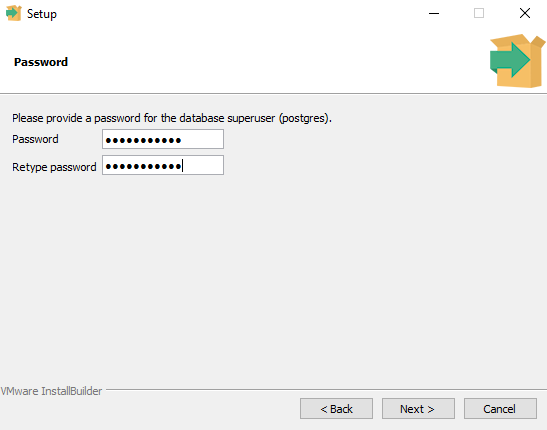 Setup
Password
Please provide a password for the database superuser (postgres).
Password •••••••••••
Retype password •••••••••••
VMware InstallBuilder
< Back Next > Cancel